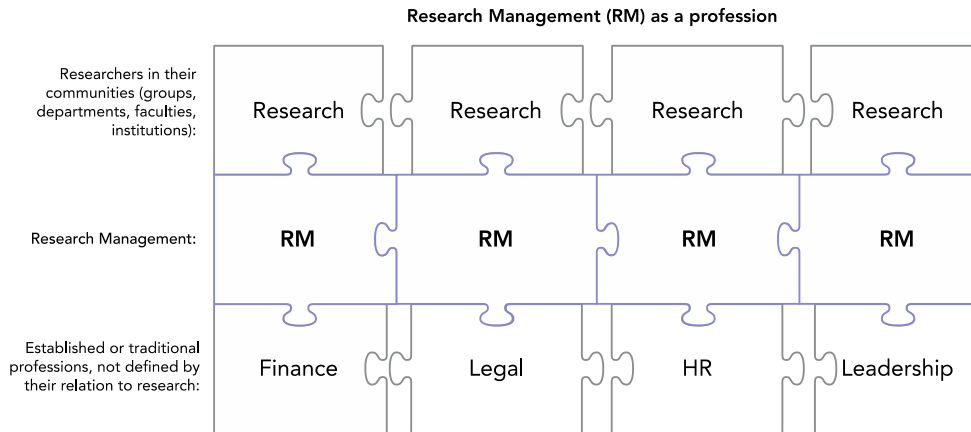 Research Management (RM) as a profession
Researchers in their
communities (groups,
departments, faculties,
institutions):
Research
Research
Research
Research
Research Management:
RM
RM
RM
RM
Established or traditional
professions, not defined by
their relation to research:
Finance
Legal
HR
Leadership